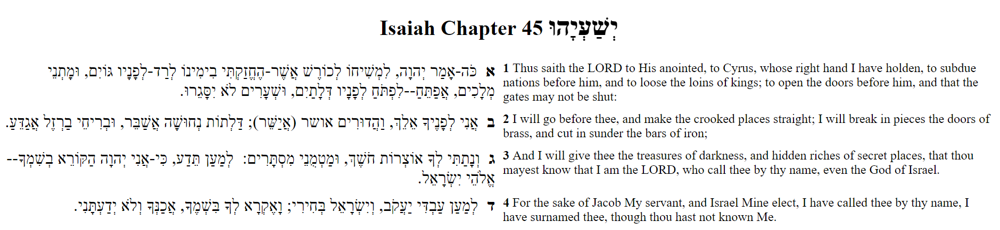 Isaiah Chapter 45 יְשַׁעְיָהוּ
א כֹּה-אָמַר יְהוָה, לִמְשִׁיחוֹ לְכוֹרֶשׁ אֲשֶׁר-הֶחֱזַקְתִּי בִימִינוֹ לְרַד-לְפָנָיו גּוֹיִם, וּמָתְנֵי
מְלָכִים, אֲפַתֵּחַ--לִפְתֹּחַ לְפָנָיו דְּלָתַיִם, וּשְׁעָרִים לֹא יִסָּגֵרוּ.
1 Thus saith the LORD to His anointed, to Cyrus, whose right hand I have holden, to subdue
nations before him, and to loose the loins of kings; to open the doors before him, and that the
gates may not be shut:
ב אֲנִי לְפָנֶיךָ אֵלֵךְ, וַהֲדוּרִים אושר (אֲיַשֵּׁר); דַּלְתוֹת נְחוּשָׁה אֲשַׁבֵּר, וּבְרִיחֵי בַרְזֶל אֲגַדֵּעַ.
2 I will go before thee, and make the crooked places straight; I will break in pieces the doors of
brass, and cut in sunder the bars of iron;
ג וְנָתַתִּי לְךָ אוֹצְרוֹת חֹשֶׁךְ, וּמַטְמֻנֵי מִסְתָּרִים: לְמַעַן תֵּדַע, כִּי-אֲנִי יְהוָה הַקּוֹרֵא בְשִׁמְךָ--
אֱלֹהֵי יִשְׂרָאֵל.
3 And I will give thee the treasures of darkness, and hidden riches of secret places, that thou
mayest know that I am the LORD, who call thee by thy name, even the God of Israel.
ד לְמַעַן עַבְדִּי יַעֲקֹב, וְיִשְׂרָאֵל בְּחִירִי; וָאֶקְרָא לְךָ בִּשְׁמֶךָ, אֲכַנְּךָ וְלֹא יְדַעְתָּנִי.
4 For the sake of Jacob My servant, and Israel Mine elect, I have called thee by thy name, I
have surnamed thee, though thou hast not known Me.